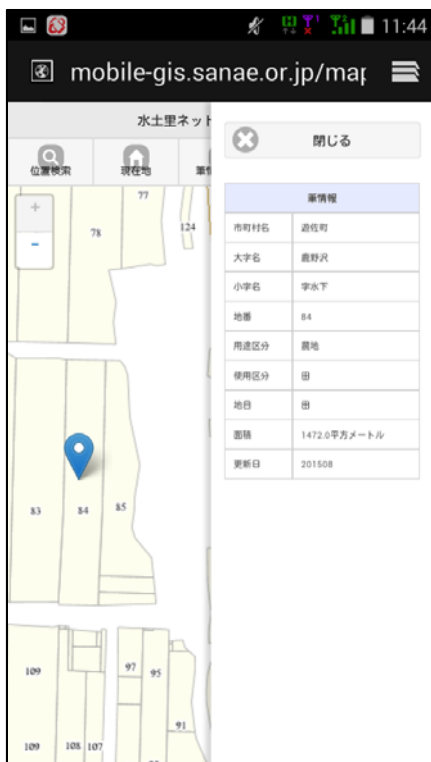 11:44
mobile-gis.sanae.or.jp/map
水土里ネット
位置検索
現在地
閉じる
筆情報
市町村名 遊佐町
大字名 鹿野沢
小字名 字水下
地番 84
用途区分 農地
使用区分 田
地目 田
面積 1472.0平方メートル
更新日 201508
+
-
77
78
124
83
84
85
109
97
95
91
109
108
107